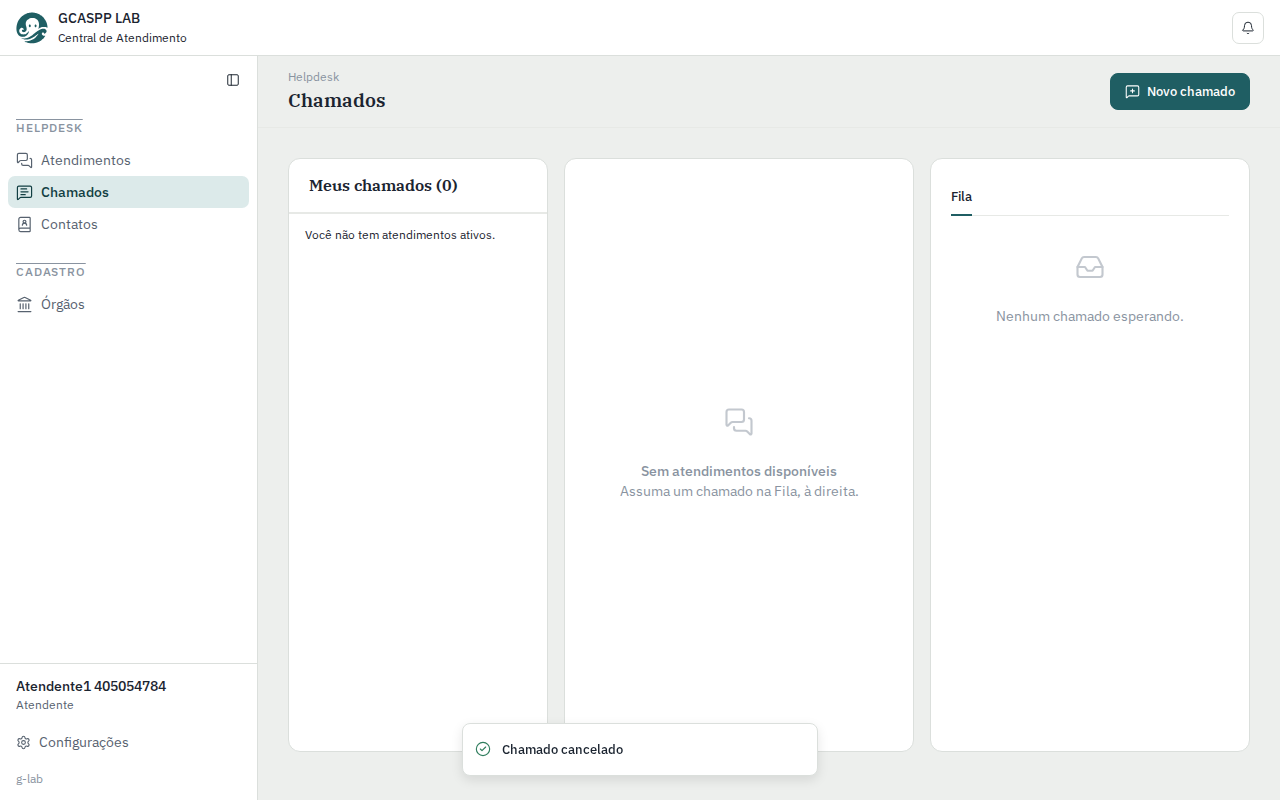 GCASPP LAB
Central de Atendimento
HELPDESK
Atendimentos
Chamados
Contatos
CADASTRO
Órgãos
Atendente1 405054784
Atendente
Configurações
g-lab
Helpdesk
Chamados
Novo chamado
Meus chamados (0)
Você não tem atendimentos ativos.
Sem atendimentos disponíveis
Assuma um chamado na Fila, à direita.
Fila
Nenhum chamado esperando.
Chamado cancelado